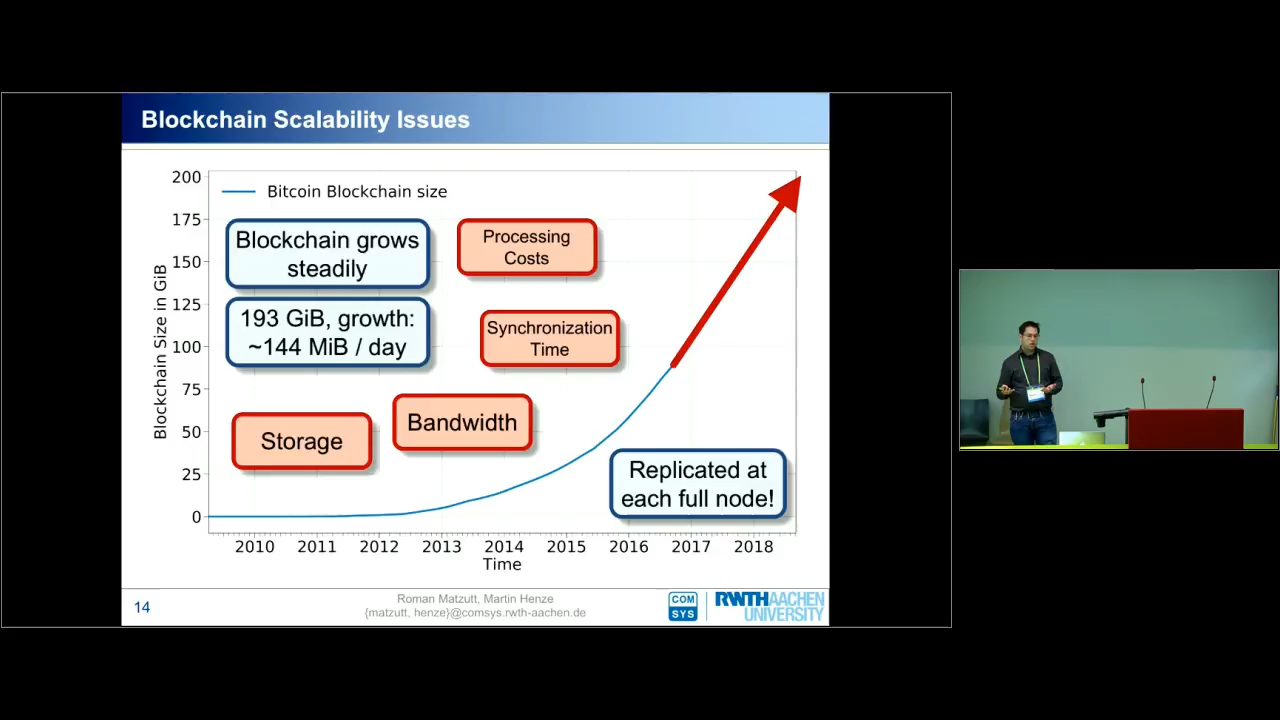 Blockchain Scalability Issues
Bitcoin Blockchain size
Blockchain grows
steadily
193 GiB, growth:
~144 MiB / day
Processing
Costs
Synchronization
Time
Storage
Bandwidth
Replicated at
each full node!
Blockchain Size in GiB
200
175
150
125
100
75
50
25
0
2010 2011 2012 2013 2014 2015 2016 2017 2018
Time
14
Roman Matzutt, Martin Henze
{matzutt, henze}@comsys.rwth-aachen.de
COM
SYS
RWTHAACHEN
UNIVERSITY